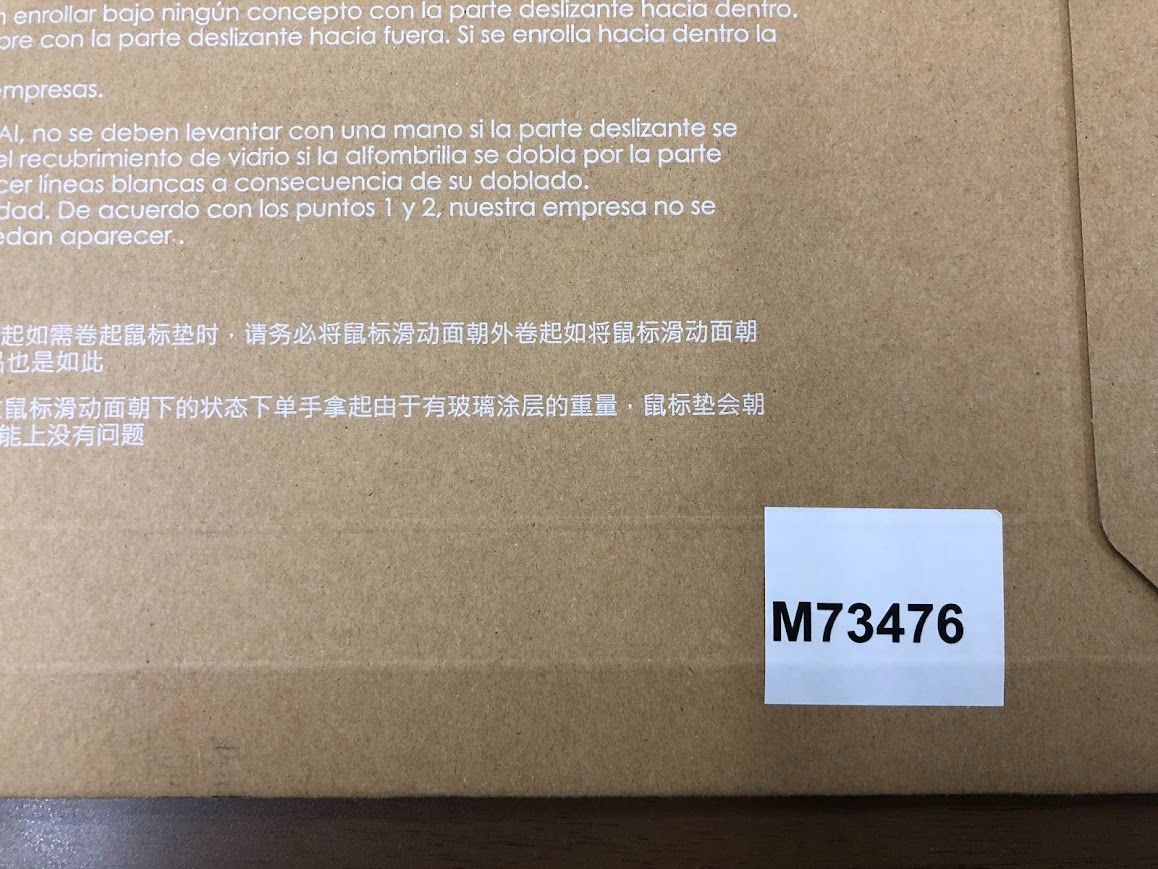 enrollar bajo ningún concepto con la parte deslizante hacia dentro.
con la parte deslizante hacia fuera. Si se enrolla hacia dentro la
empresas.
AI, no se deben levantar con una mano si la parte deslizante se
el recubrimiento de vidrio si la alfombrilla se dobla por la parte
cer líneas blancas a consecuencia de su doblado.
dad. De acuerdo con los puntos 1 y 2, nuestra empresa no se
edan aparecer .
起如需卷起鼠标垫时，请务必将鼠标滑动面朝外卷起如将鼠标滑动面朝
也是如此
鼠标滑动面朝下的状态下单手拿起由于有玻璃涂层的重量，鼠标垫会朝
能上没有问题
M73476